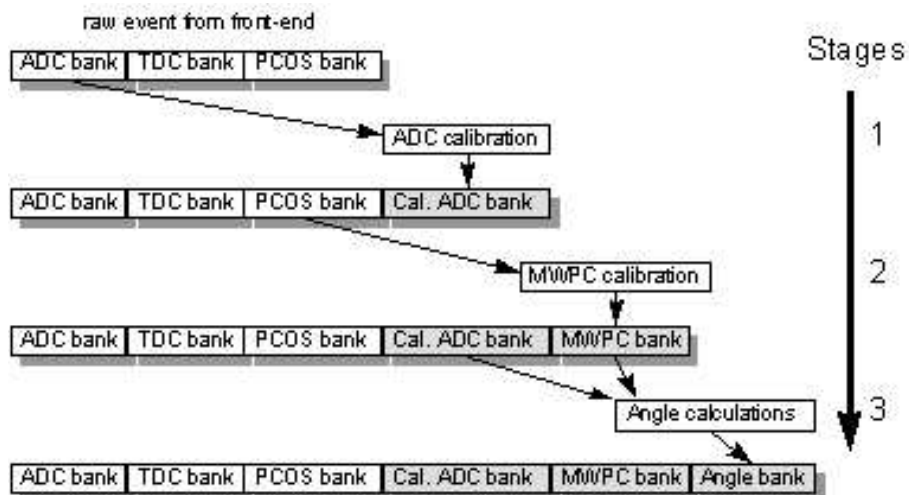 raw event from front-end
Stages
ADC bank TDC bank PCOS bank
1
ADC calibration
ADC bank TDC bank PCOS bank Cal. ADC bank
2
MWPC calibration
ADC bank TDC bank PCOS bank Cal. ADC bank MWPC bank
3
Angle calculations
ADC bank TDC bank PCOS bank Cal. ADC bank MWPC bank Angle bank